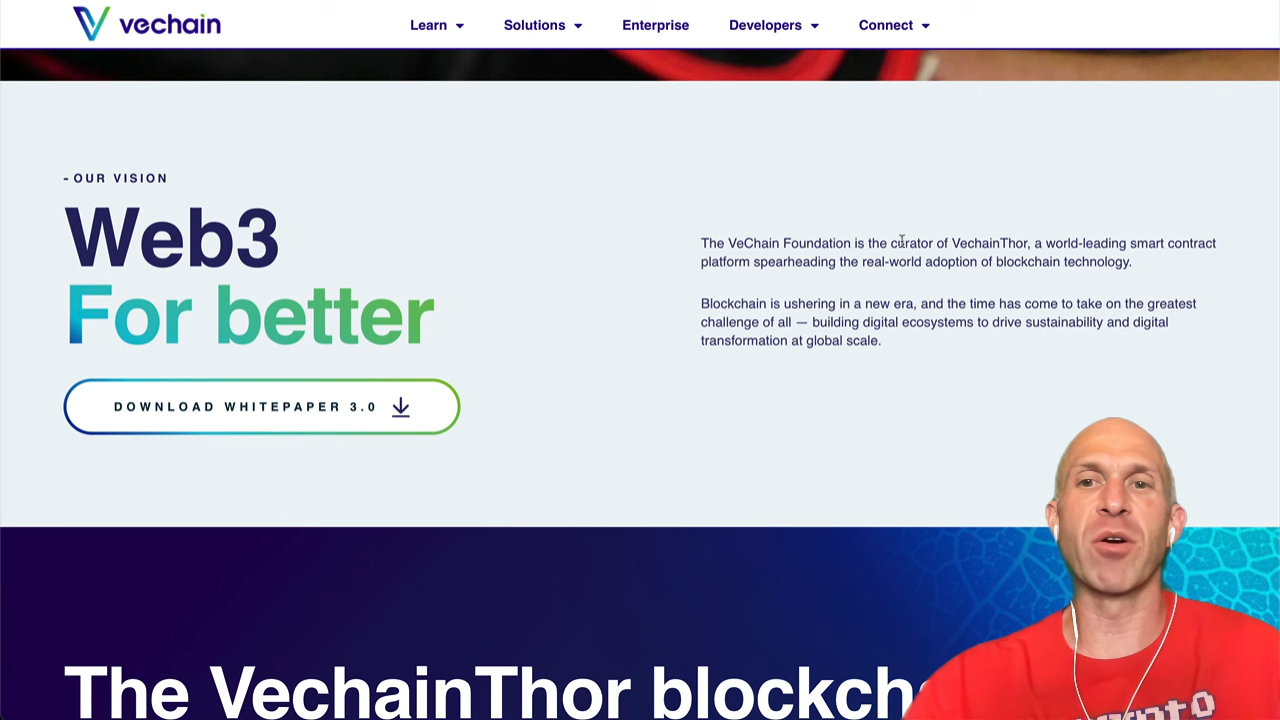 vechain
Learn Solutions Enterprise Developers Connect
- OUR VISION
Web3
For better
DOWNLOAD WHITEPAPER 3.0
The VeChain Foundation is the curator of VechainThor, a world-leading smart contract
platform spearheading the real-world adoption of blockchain technology.
Blockchain is ushering in a new era, and the time has come to take on the greatest
challenge of all — building digital ecosystems to drive sustainability and digital
transformation at global scale.
The VechainThor blockch